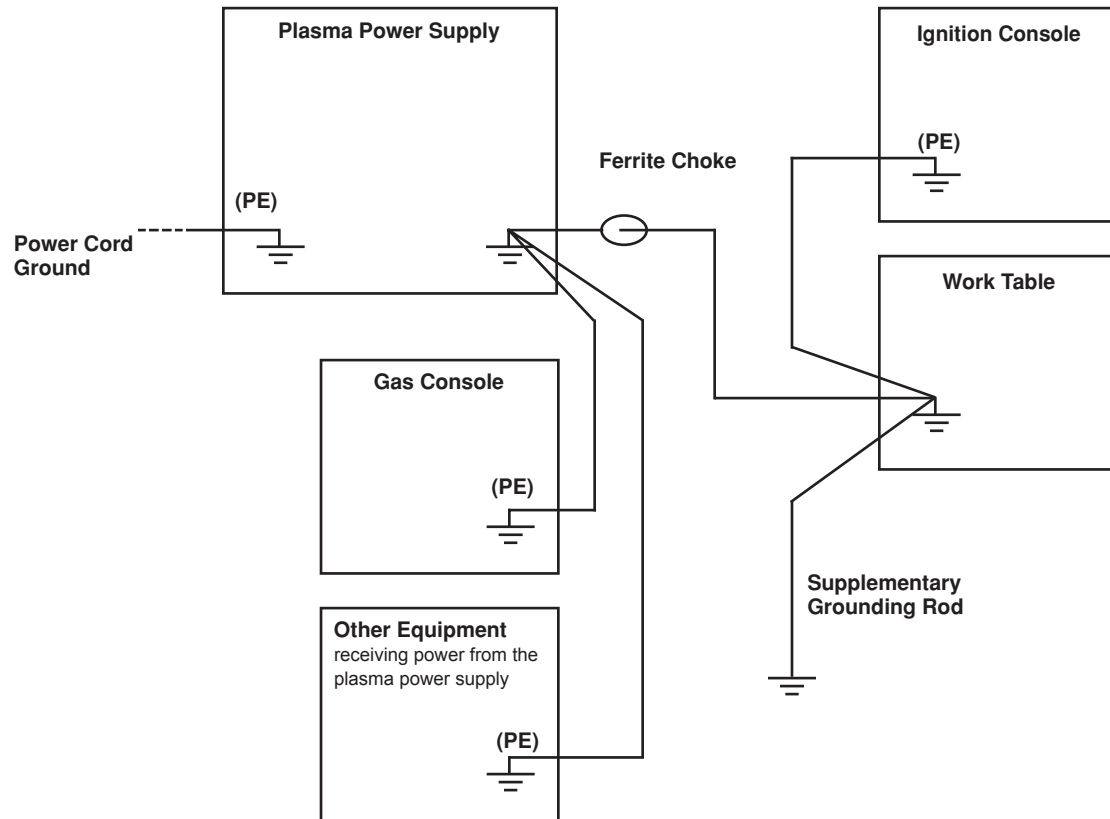 Plasma Power Supply
Ignition Console
(PE)
Ferrite Choke
(PE)
Power Cord
Ground
Work Table
Gas Console
(PE)
Supplementary
Grounding Rod
Other Equipment
receiving power from the
plasma power supply
(PE)